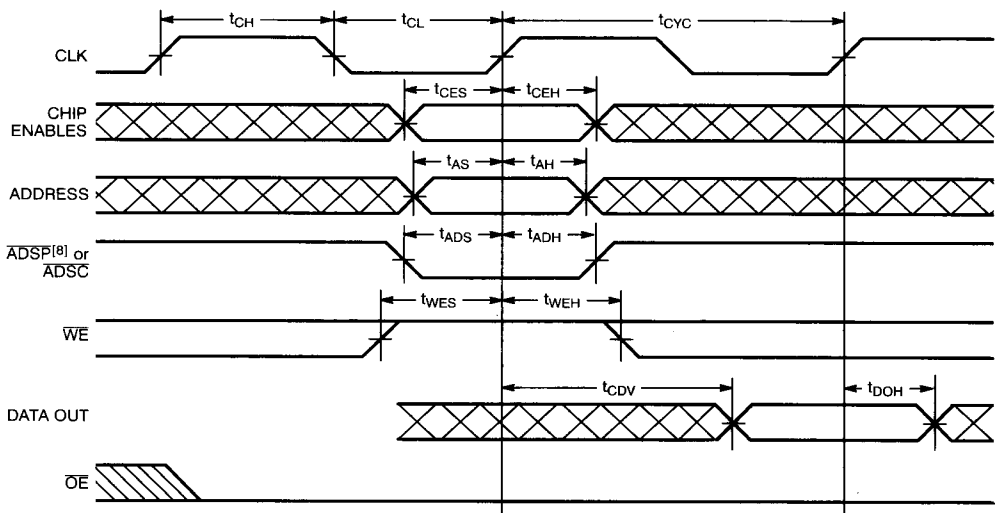 tCH tCL tCYC
CLK
tCES tCEH
CHIP
ENABLES
tAS tAH
ADDRESS
tADS tADH
ADSP[8] or
ADSC
tWES tWEH
WE
tCDV tDOH
DATA OUT
OE